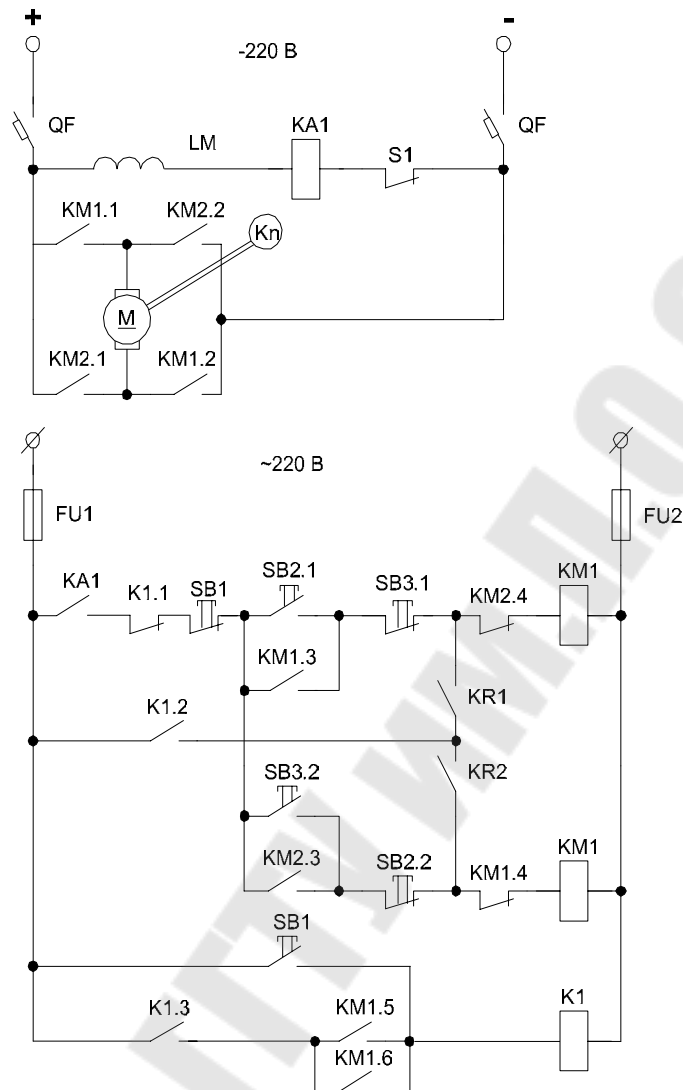 + -
-220 В
QF
QF
LM
KA1
S1
KM1.1
KM2.2
Kn
M
KM2.1
KM1.2
~220 В
FU1
FU2
KA1
K1.1
SB1
SB2.1
SB3.1
KM2.4
KM1
KM1.3
KR1
K1.2
KR2
SB3.2
KM2.3
SB2.2
KM1.4
KM1
SB1
K1.3
KM1.5
K1
KM1.6